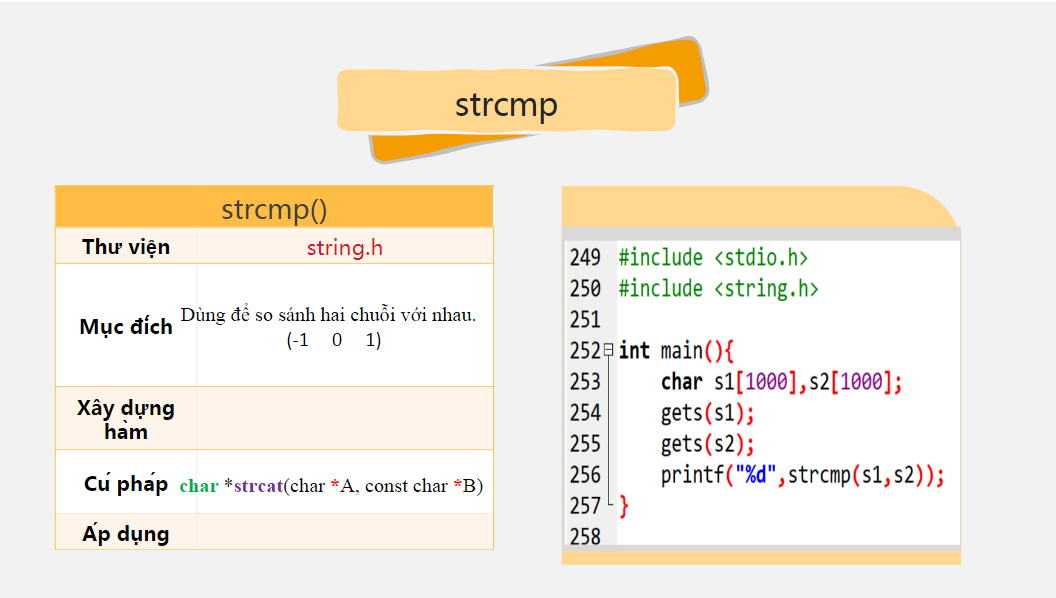 strcmp
strcmp()
Thư viện string.h
Mục đích Dùng để so sánh hai chuỗi với nhau.
(-1 0 1)
Xây dựng
hàm
Cú pháp char *strcat(char *A, const char *B)
Áp dụng
249 #include <stdio.h>
250 #include <string.h>
251
252 int main(){
253 char s1[1000],s2[1000];
254 gets(s1);
255 gets(s2);
256 printf("%d",strcmp(s1,s2));
257 }
258